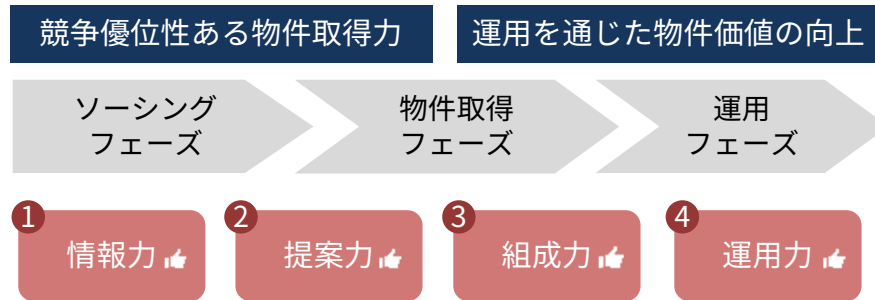 競争優位性ある物件取得力
運用を通じた物件価値の向上
ソーシング
フェーズ
物件取得
フェーズ
運用
フェーズ
1
情報力
2
提案力
3
組成力
4
運用力